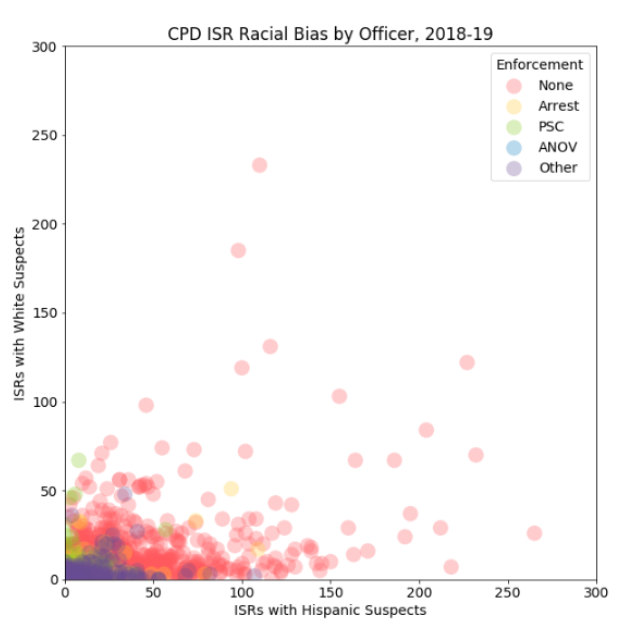 CPD ISR Racial Bias by Officer, 2018-19
Enforcement
None
Arrest
PSC
ANOV
Other
300
250
200
150
100
50
0
ISRs with White Suspects
0 50 100 150 200 250 300
ISRs with Hispanic Suspects